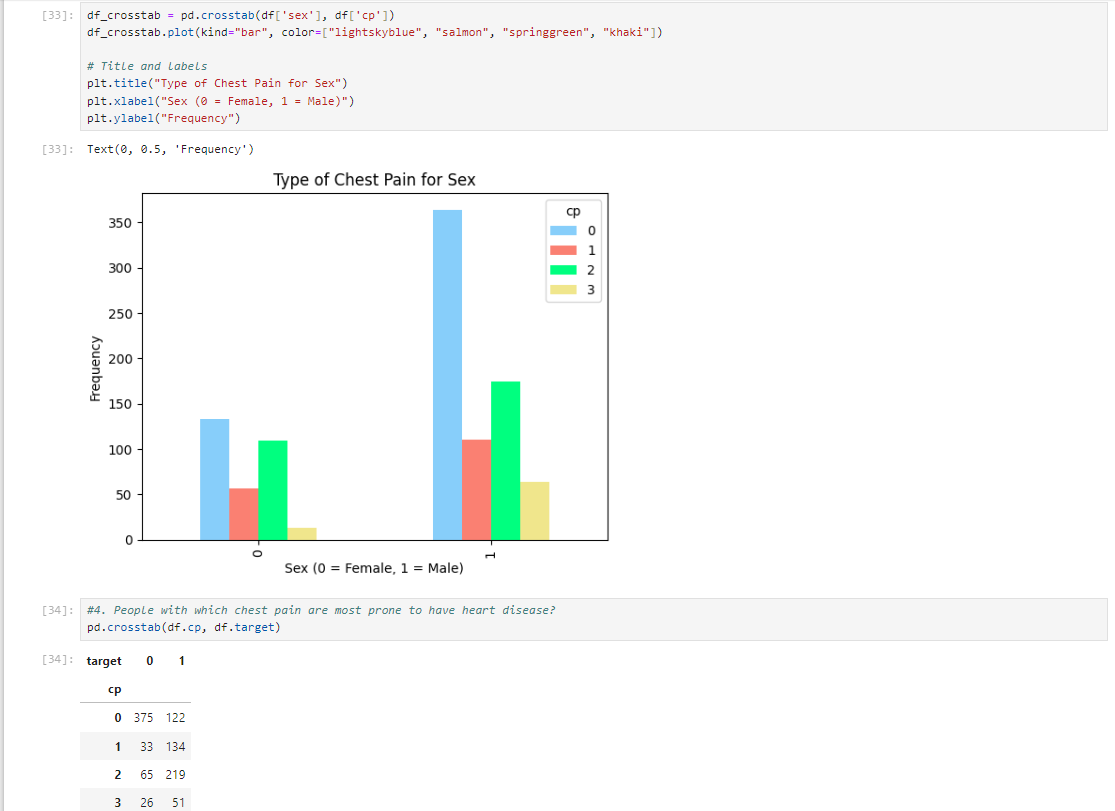 [33]: df_crosstab = pd.crosstab(df['sex'], df['cp'])
df_crosstab.plot(kind="bar", color=["lightskyblue", "salmon", "springgreen", "khaki"])
# Title and labels
plt.title("Type of Chest Pain for Sex")
plt.xlabel("Sex (0 = Female, 1 = Male)")
plt.ylabel("Frequency")
[33]: Text(0, 0.5, 'Frequency')
Type of Chest Pain for Sex
cp
0
1
2
3
350
300
250
200
150
100
50
0
Frequency
0
1
Sex (0 = Female, 1 = Male)
[34]: #4. People with which chest pain are most prone to have heart disease?
pd.crosstab(df.cp, df.target)
[34]: target 0 1
cp
0 375 122
1 33 134
2 65 219
3 26 51